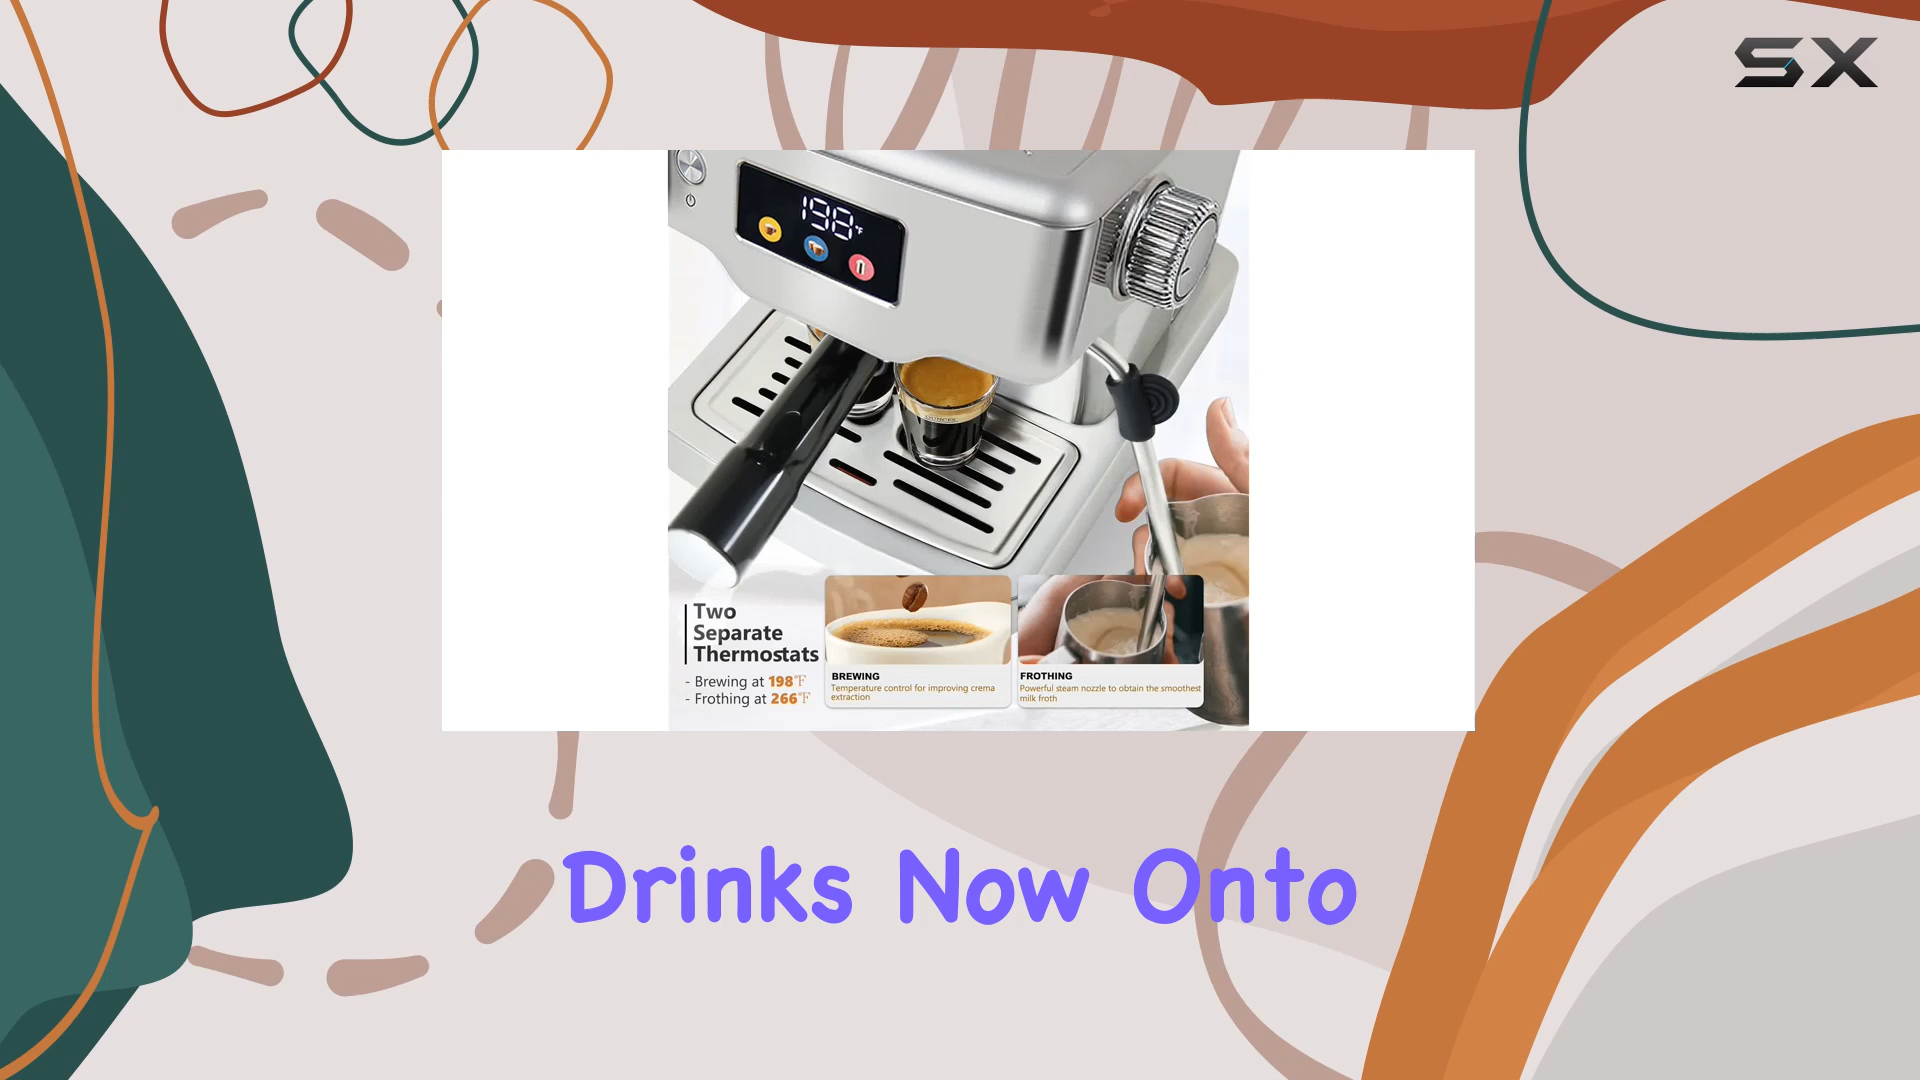 SX
198°F
OUNCES
Two
Separate
Thermostats
- Brewing at 198°F
- Frothing at 266°F
BREWING
Temperature control for improving crema
extraction
FROTHING
Powerful steam nozzle to obtain the smoothest
milk froth
Drinks Now Onto